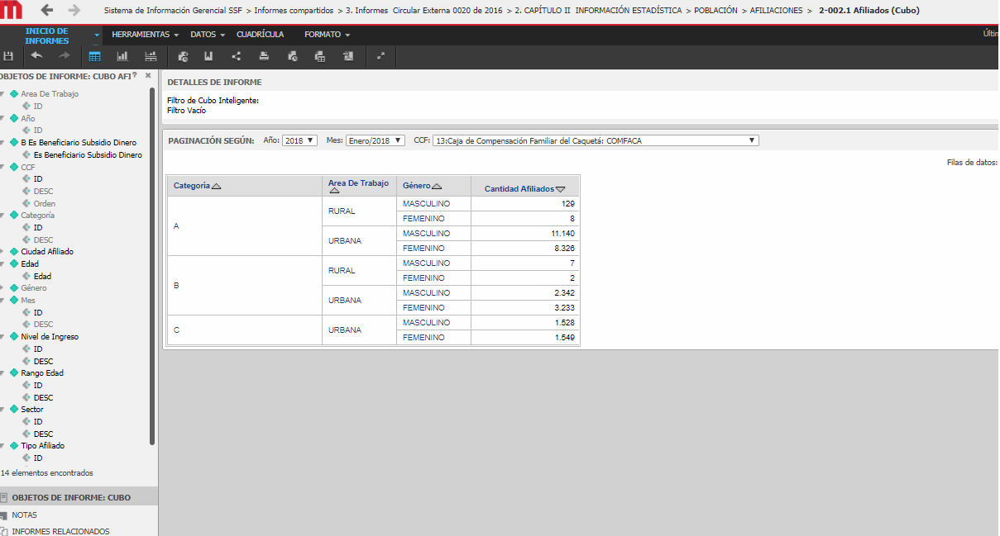 Sistema de Información Gerencial SSF > Informes compartidos > 3. Informes Circular Externa 0020 de 2016 > 2. CAPÍTULO II INFORMACIÓN ESTADÍSTICA > POBLACIÓN > AFILIACIONES > 2-002.1 Afiliados (Cubo)
INICIO DE INFORMES HERRAMIENTAS DATOS CUADRÍCULA FORMATO
OBJETOS DE INFORME: CUBO AFI ?
Area De Trabajo
ID
Año
ID
B Es Beneficiario Subsidio Dinero
Es Beneficiario Subsidio Dinero
CCF
ID
DESC
Orden
Categoría
ID
DESC
Ciudad Afiliado
Edad
Edad
Género
Mes
ID
DESC
Nivel de Ingreso
ID
DESC
Rango Edad
ID
DESC
Sector
ID
DESC
Tipo Afiliado
ID
14 elementos encontrados
OBJETOS DE INFORME: CUBO
NOTAS
INFORMES RELACIONADOS
DETALLES DE INFORME
Filtro de Cubo Inteligente:
Filtro Vacío
PAGINACIÓN SEGÚN: Año: 2018 Mes: Enero/2018 CCF: 13:Caja de Compensación Familiar del Caquetá: COMFACA
Filas de datos:
Categoría Area De Trabajo Género Cantidad Afiliados
A RURAL MASCULINO 129
FEMENINO 8
URBANA MASCULINO 11.140
FEMENINO 8.326
B RURAL MASCULINO 7
FEMENINO 2
URBANA MASCULINO 2.342
FEMENINO 3.233
C URBANA MASCULINO 1.528
FEMENINO 1.549